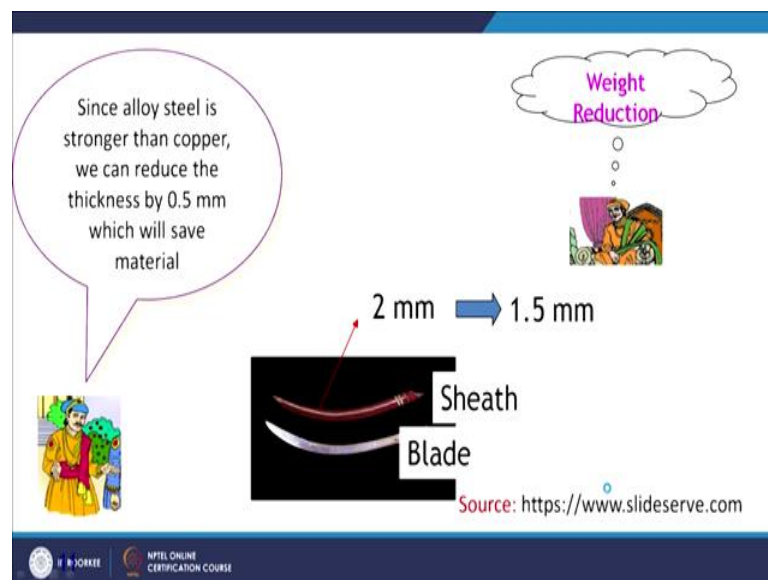 Since alloy steel is
stronger than copper,
we can reduce the
thickness by 0.5 mm
which will save
material
Weight
Reduction
2 mm
1.5 mm
Sheath
Blade
Source: https://www.slideserve.com
11
ROORKEE
NPTEL ONLINE
CERTIFICATION COURSE